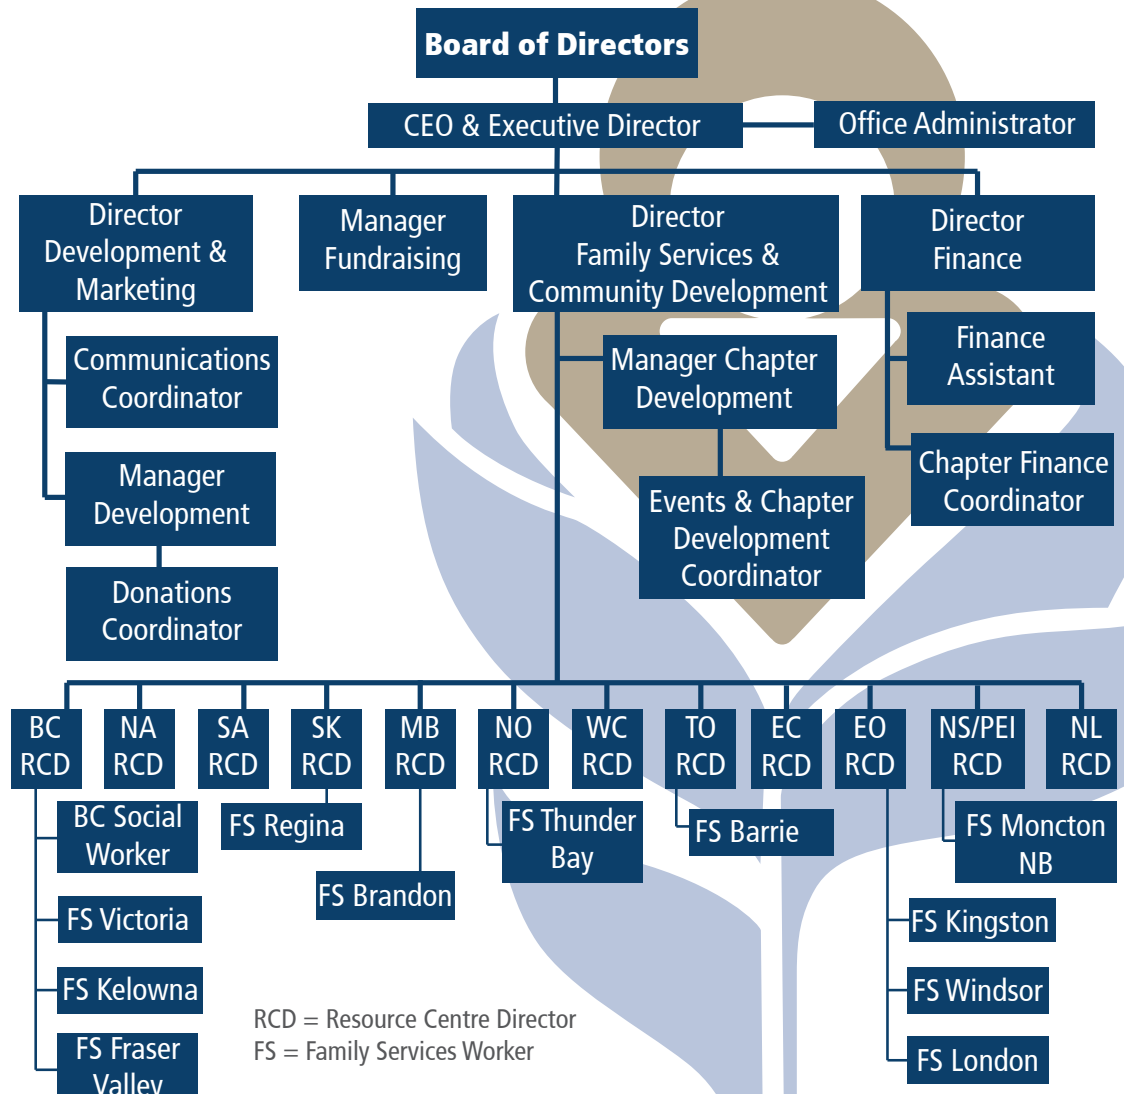 Board of Directors
CEO & Executive Director
Office Administrator
Director
Development &
Marketing
Manager
Fundraising
Director
Family Services &
Community Development
Director
Finance
Communications
Coordinator
Manager
Development
Donations
Coordinator
Manager Chapter
Development
Events & Chapter
Development
Coordinator
Finance
Assistant
Chapter Finance
Coordinator
BC
RCD
NA
RCD
SA
RCD
SK
RCD
MB
RCD
NO
RCD
WC
RCD
TO
RCD
EC
RCD
EO
RCD
NS/PEI
RCD
NL
RCD
BC Social
Worker
FS Victoria
FS Kelowna
FS Fraser
Valley
FS Regina
FS Brandon
FS Thunder
Bay
FS Barrie
FS Kingston
FS Windsor
FS London
FS Moncton
NB
RCD = Resource Centre Director
FS = Family Services Worker